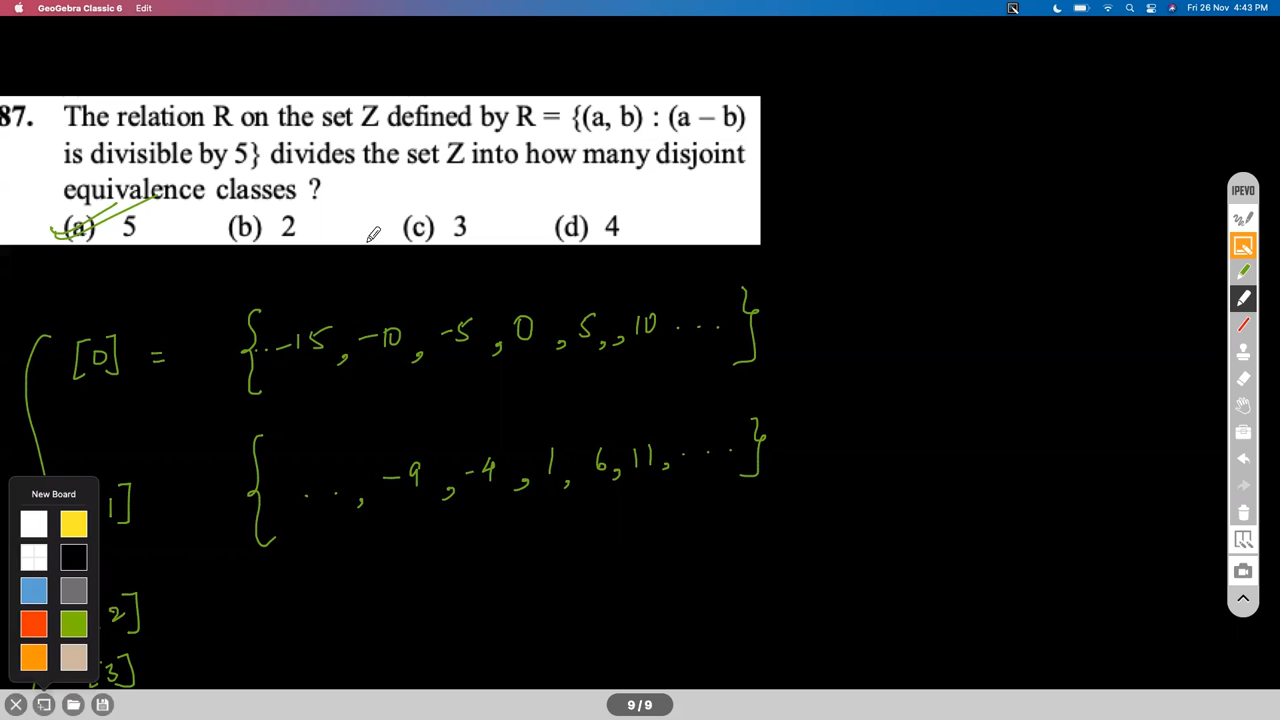 GeoGebra Classic 6 Edit Fri 26 Nov 4:43 PM
87. The relation R on the set Z defined by R = {(a, b) : (a – b)
is divisible by 5} divides the set Z into how many disjoint
equivalence classes ?
(a) 5 (b) 2 (c) 3 (d) 4
[0] = {..-15, -10, -5, 0, 5, , 10 ...}
1] { .., -9, -4, 1, 6, 11, ....}
2]
[3]
New Board
IPEVO
9 / 9